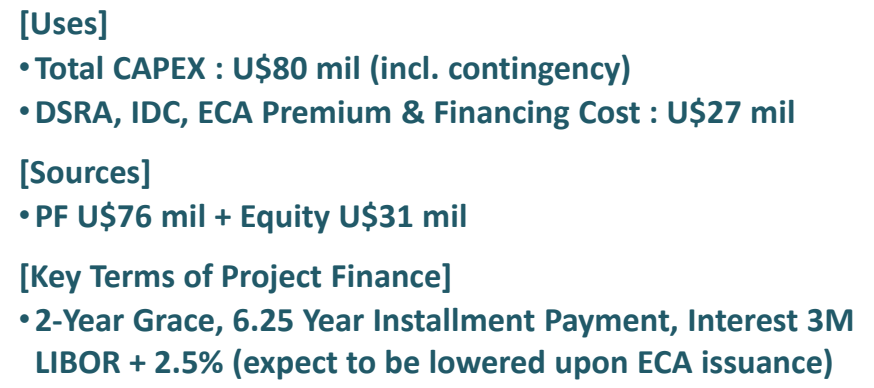 [Uses]
• Total CAPEX : U$80 mil (incl. contingency)
• DSRA, IDC, ECA Premium & Financing Cost : U$27 mil
[Sources]
• PF U$76 mil + Equity U$31 mil
[Key Terms of Project Finance]
• 2-Year Grace, 6.25 Year Installment Payment, Interest 3M
LIBOR + 2.5% (expect to be lowered upon ECA issuance)